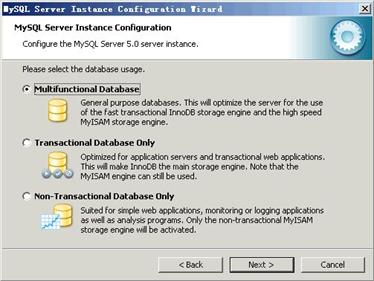 MySQL Server Instance Configuration Wizard
MySQL Server Instance Configuration
Configure the MySQL Server 5.0 server instance.
Please select the database usage.
Multifunctional Database
General purpose databases. This will optimize the server for the use
of the fast transactional InnoDB storage engine and the high speed
MyISAM storage engine.
Transactional Database Only
Optimized for application servers and transactional web applications.
This will make InnoDB the main storage engine. Note that the
MyISAM engine can still be used.
Non-Transactional Database Only
Suited for simple web applications, monitoring or logging applications
as well as analysis programs. Only the non-transactional MyISAM
storage engine will be activated.
< Back
Next >
Cancel